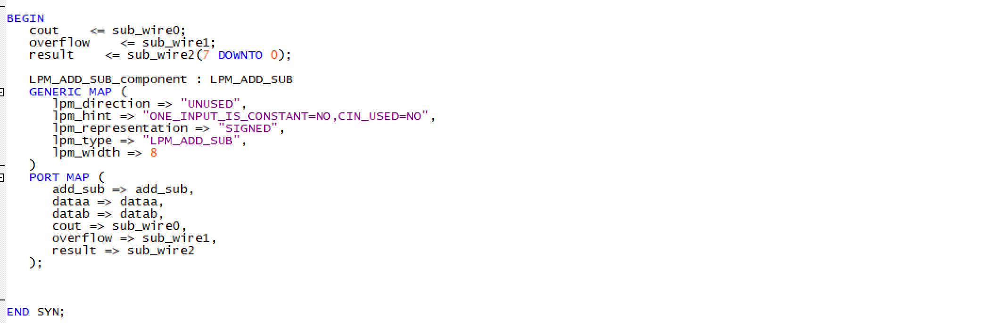 BEGIN
cout <= sub_wire0;
overflow <= sub_wire1;
result <= sub_wire2(7 DOWNTO 0);
LPM_ADD_SUB_component : LPM_ADD_SUB
GENERIC MAP (
lpm_direction => "UNUSED",
lpm_hint => "ONE_INPUT_IS_CONSTANT=NO,CIN_USED=NO",
lpm_representation => "SIGNED",
lpm_type => "LPM_ADD_SUB",
lpm_width => 8
)
PORT MAP (
add_sub => add_sub,
dataa => dataa,
datab => datab,
cout => sub_wire0,
overflow => sub_wire1,
result => sub_wire2
);
END SYN;